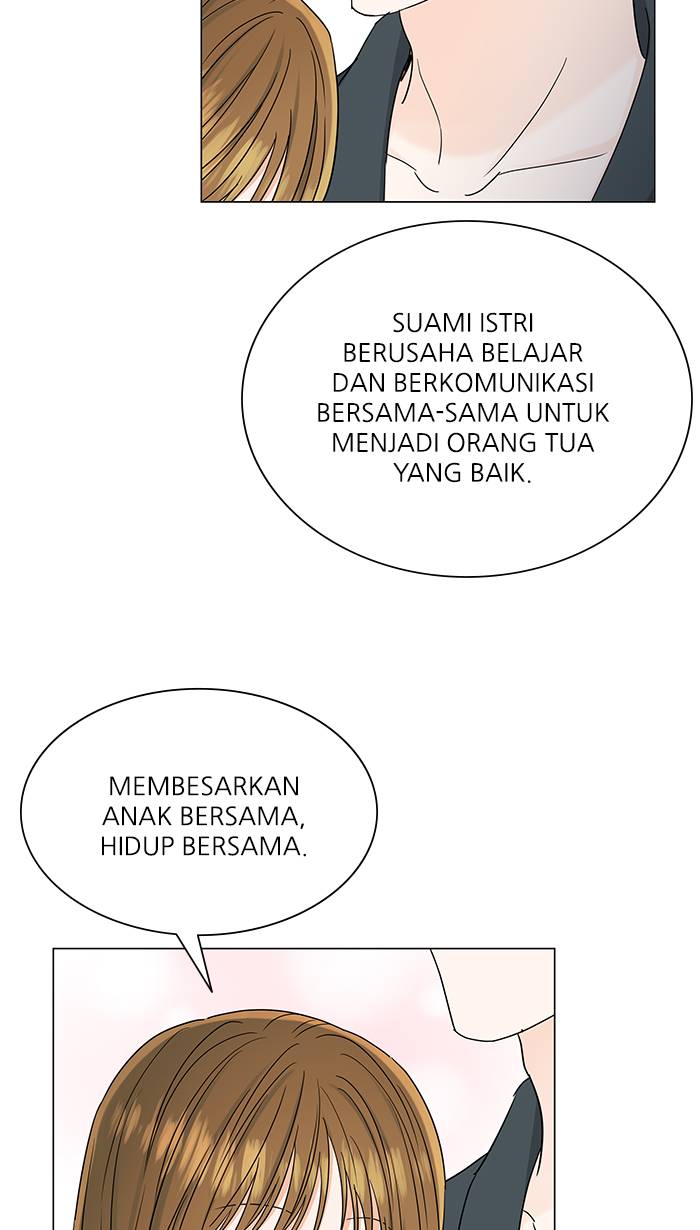 SUAMI ISTRI
BERUSAHA BELAJAR
DAN BERKOMUNIKASI
BERSAMA-SAMA UNTUK
MENJADI ORANG TUA
YANG BAIK.
MEMBESARKAN
ANAK BERSAMA,
HIDUP BERSAMA.